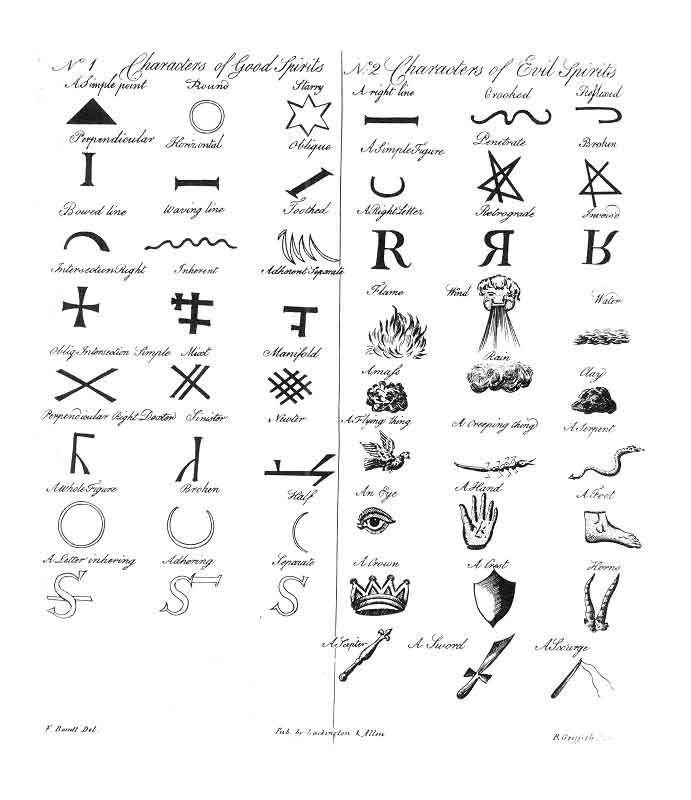 Nº 1 Characters of Good Spirits
A Simple point Round Starry
Perpendicular Horizontal Oblique
Bowed line Waving line Toothed
Intersection Right Inherent Adherent Separate
Obliq Intersection Simple Mixt Manifold
Perpendicular Right Dexter Sinister Neuter
A Whole Figure Broken Half
A Letter inhering Adhering Separate
S S S
Nº 2 Characters of Evil Spirits
A right line Crooked Reflexed
A Simple Figure Penetrate Broken
A Right Letter Retrograde Invers'd
R Я R
Flame Wind Water
A mass Rain Clay
A Flying thing A Creeping thing A Serpent
An Eye A Hand A Foot
A Crown A Crest Horns
A Scepter A Sword A Scourge
F. Barrett Del.
Pub. by Lackington & Allen
R. Griffith